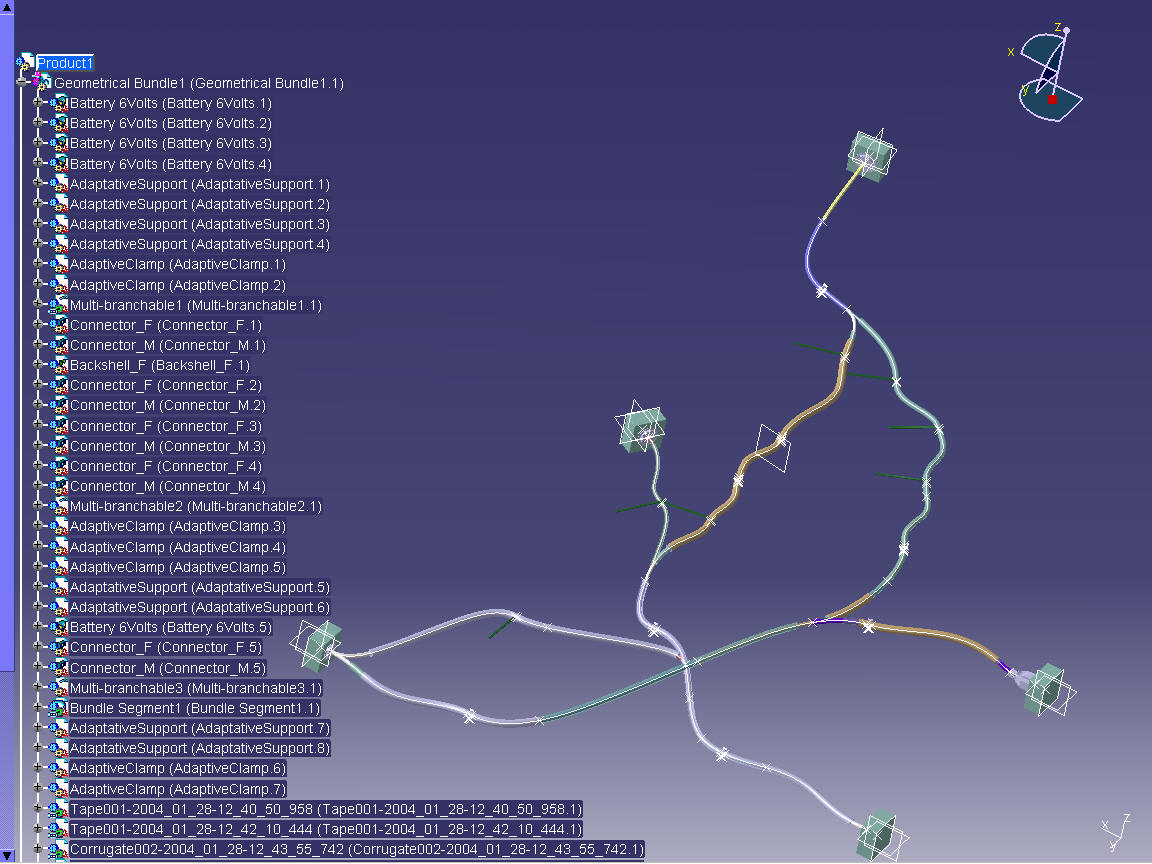 Product1
Geometrical Bundle1 (Geometrical Bundle1.1)
Battery 6Volts (Battery 6Volts.1)
Battery 6Volts (Battery 6Volts.2)
Battery 6Volts (Battery 6Volts.3)
Battery 6Volts (Battery 6Volts.4)
AdaptativeSupport (AdaptativeSupport.1)
AdaptativeSupport (AdaptativeSupport.2)
AdaptativeSupport (AdaptativeSupport.3)
AdaptativeSupport (AdaptativeSupport.4)
AdaptiveClamp (AdaptiveClamp.1)
AdaptiveClamp (AdaptiveClamp.2)
Multi-branchable1 (Multi-branchable1.1)
Connector_F (Connector_F.1)
Connector_M (Connector_M.1)
Backshell_F (Backshell_F.1)
Connector_F (Connector_F.2)
Connector_M (Connector_M.2)
Connector_F (Connector_F.3)
Connector_M (Connector_M.3)
Connector_F (Connector_F.4)
Connector_M (Connector_M.4)
Multi-branchable2 (Multi-branchable2.1)
AdaptiveClamp (AdaptiveClamp.3)
AdaptiveClamp (AdaptiveClamp.4)
AdaptiveClamp (AdaptiveClamp.5)
AdaptativeSupport (AdaptativeSupport.5)
AdaptativeSupport (AdaptativeSupport.6)
Battery 6Volts (Battery 6Volts.5)
Connector_F (Connector_F.5)
Connector_M (Connector_M.5)
Multi-branchable3 (Multi-branchable3.1)
Bundle Segment1 (Bundle Segment1.1)
AdaptativeSupport (AdaptativeSupport.7)
AdaptativeSupport (AdaptativeSupport.8)
AdaptiveClamp (AdaptiveClamp.6)
AdaptiveClamp (AdaptiveClamp.7)
Tape001-2004_01_28-12_40_50_958 (Tape001-2004_01_28-12_40_50_958.1)
Tape001-2004_01_28-12_42_10_444 (Tape001-2004_01_28-12_42_10_444.1)
Corrugate002-2004_01_28-12_43_55_742 (Corrugate002-2004_01_28-12_43_55_742.1)
z
x
y
z
x
y